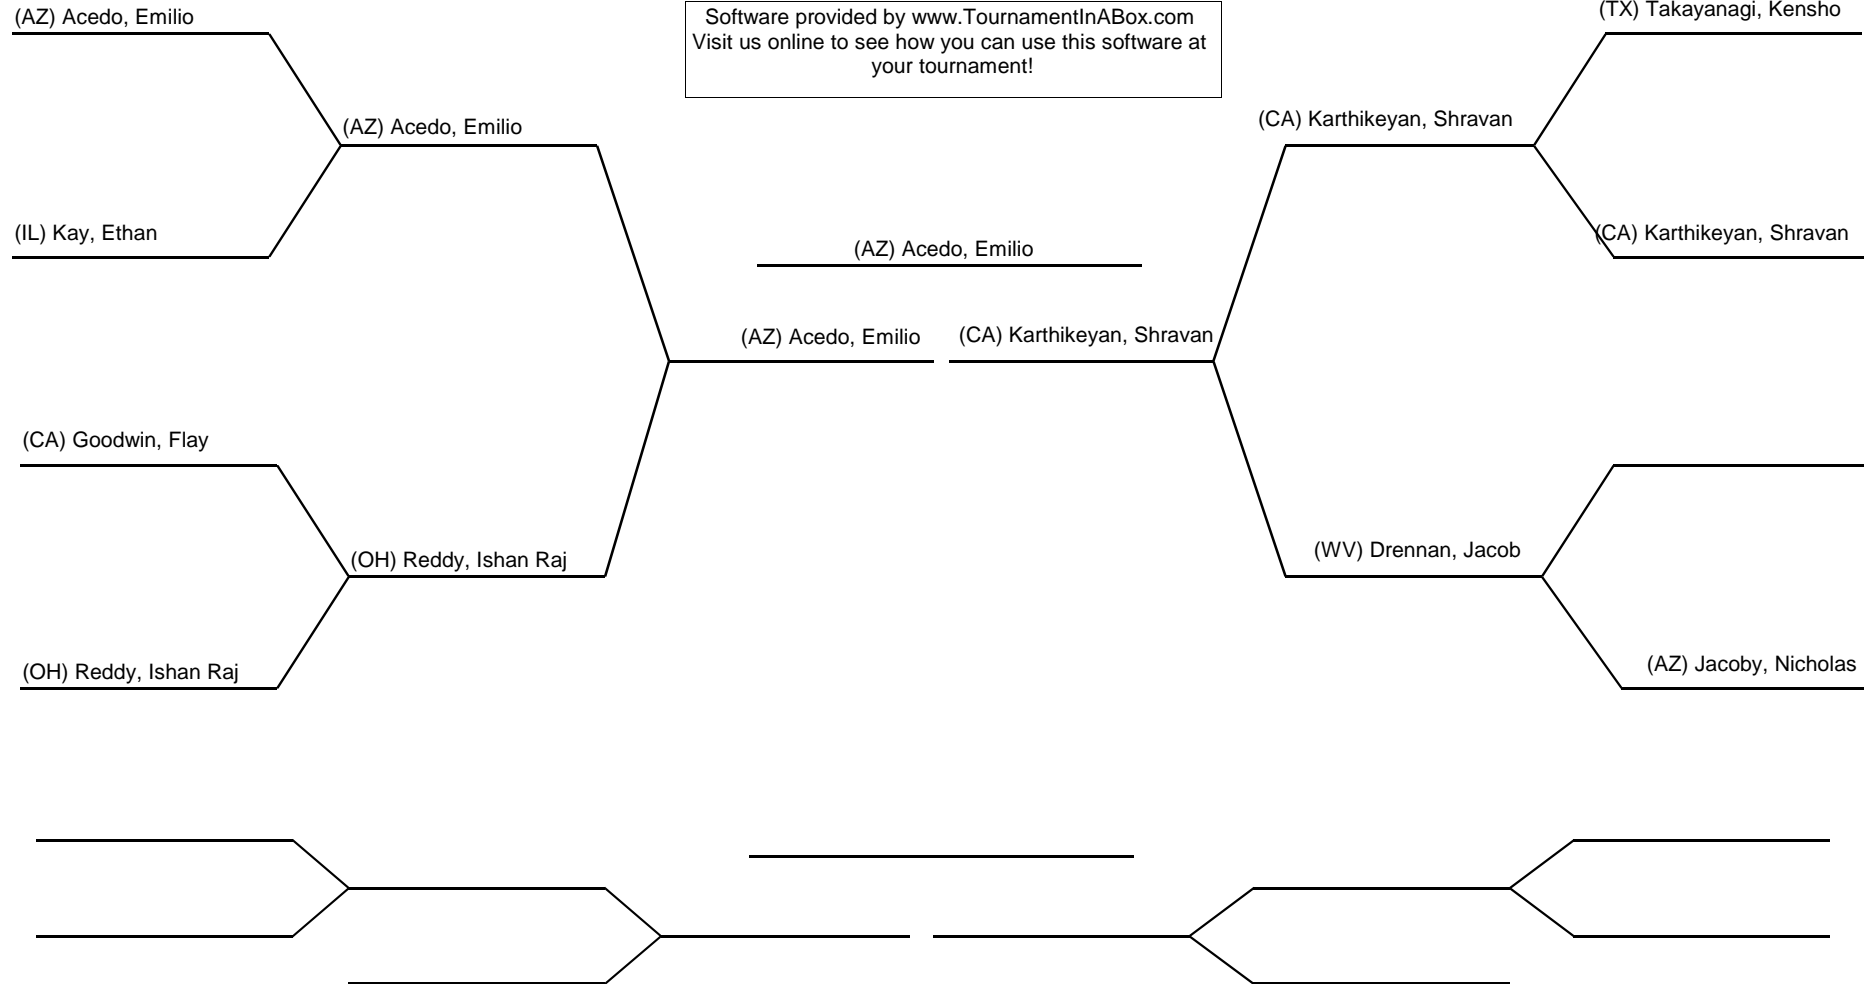 (AZ) Acedo, Emilio
Software provided by www.TournamentInABox.com
Visit us online to see how you can use this software at
your tournament!
(TX) Takayanagi, Kensho
(AZ) Acedo, Emilio
(CA) Karthikeyan, Shravan
(IL) Kay, Ethan
(AZ) Acedo, Emilio
(CA) Karthikeyan, Shravan
(AZ) Acedo, Emilio
(CA) Karthikeyan, Shravan
(CA) Goodwin, Flay
(OH) Reddy, Ishan Raj
(WV) Drennan, Jacob
(OH) Reddy, Ishan Raj
(AZ) Jacoby, Nicholas